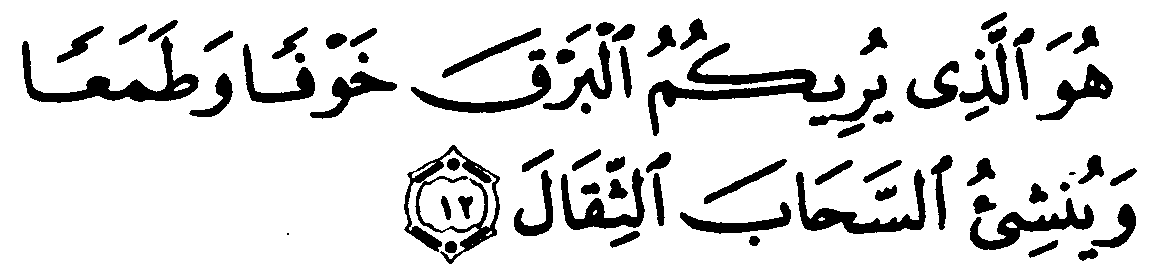 هُوَ ٱلَّذِى يُرِيكُمُ ٱلْبَرْقَ خَوْفًا وَطَمَعًا
وَيُنشِئُ ٱلسَّحَابَ ٱلثِّقَالَ ١٢